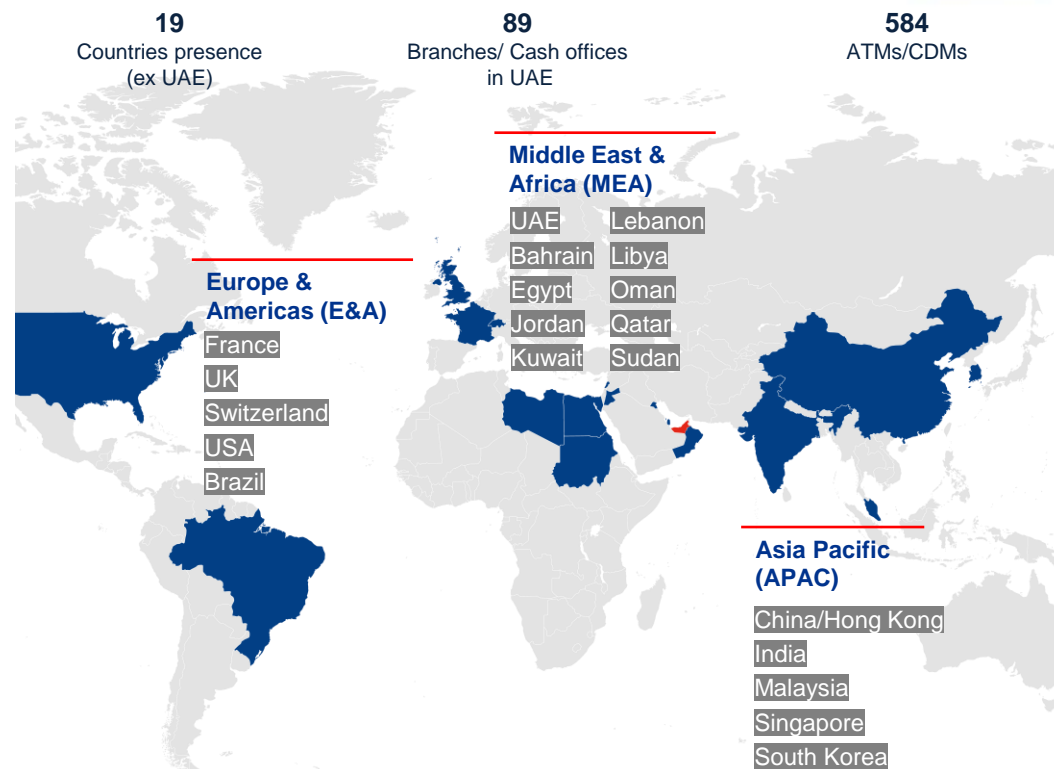 19
Countries presence
(ex UAE)
89
Branches/ Cash offices
in UAE
584
ATMs/CDMs
Middle East &
Africa (MEA)
UAE Lebanon
Bahrain Libya
Egypt Oman
Jordan Qatar
Kuwait Sudan
Europe &
Americas (E&A)
France
UK
Switzerland
USA
Brazil
Asia Pacific
(APAC)
China/Hong Kong
India
Malaysia
Singapore
South Korea